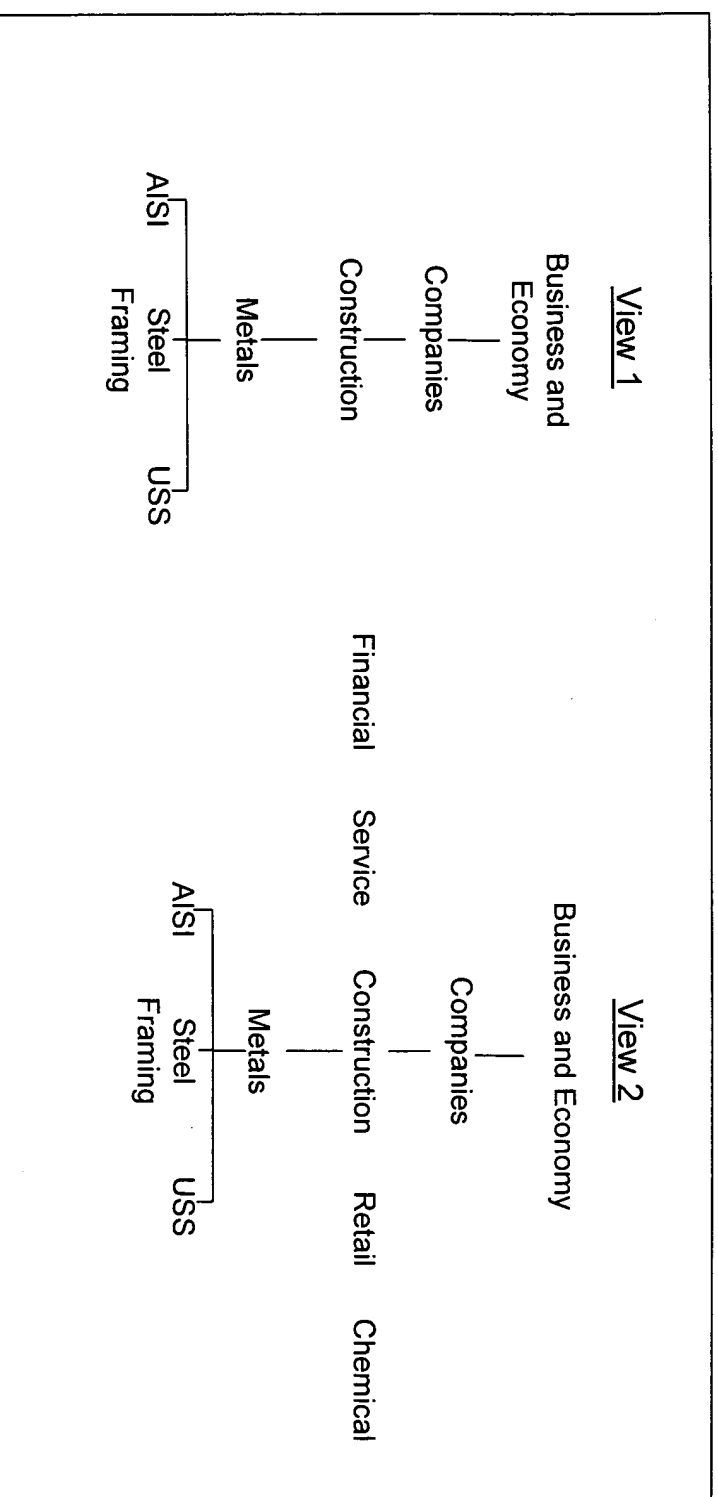 View 1
Business and
Economy
Companies
Construction
Metals
AISI Steel USS
Framing
View 2
Business and Economy
Companies
Financial Service Construction Retail Chemical
Metals
AISI Steel USS
Framing